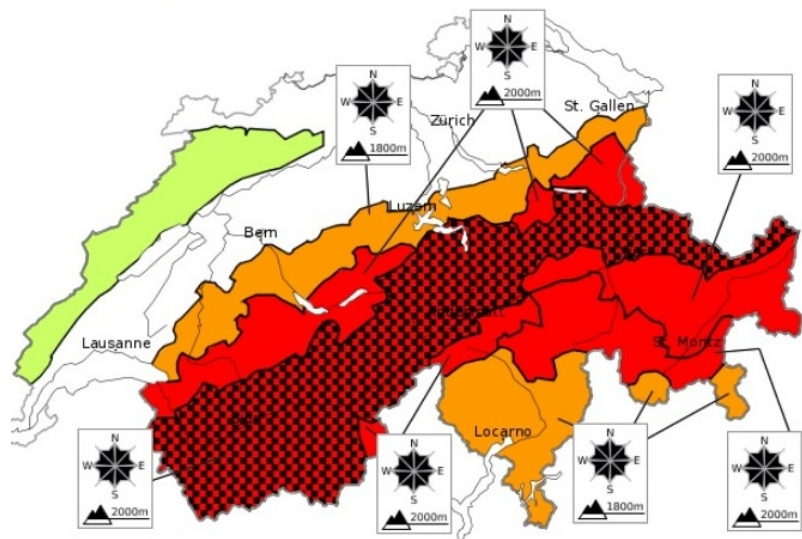 N
W E
S
2000m
N
W E
S
1800m
N
W E
S
2000m
St. Gallen
Zürich
Luzern
Bern
Lausanne
St. Moritz
Locarno
N
W E
S
2000m
N
W E
S
2000m
N
W E
S
1800m
N
W E
S
2000m